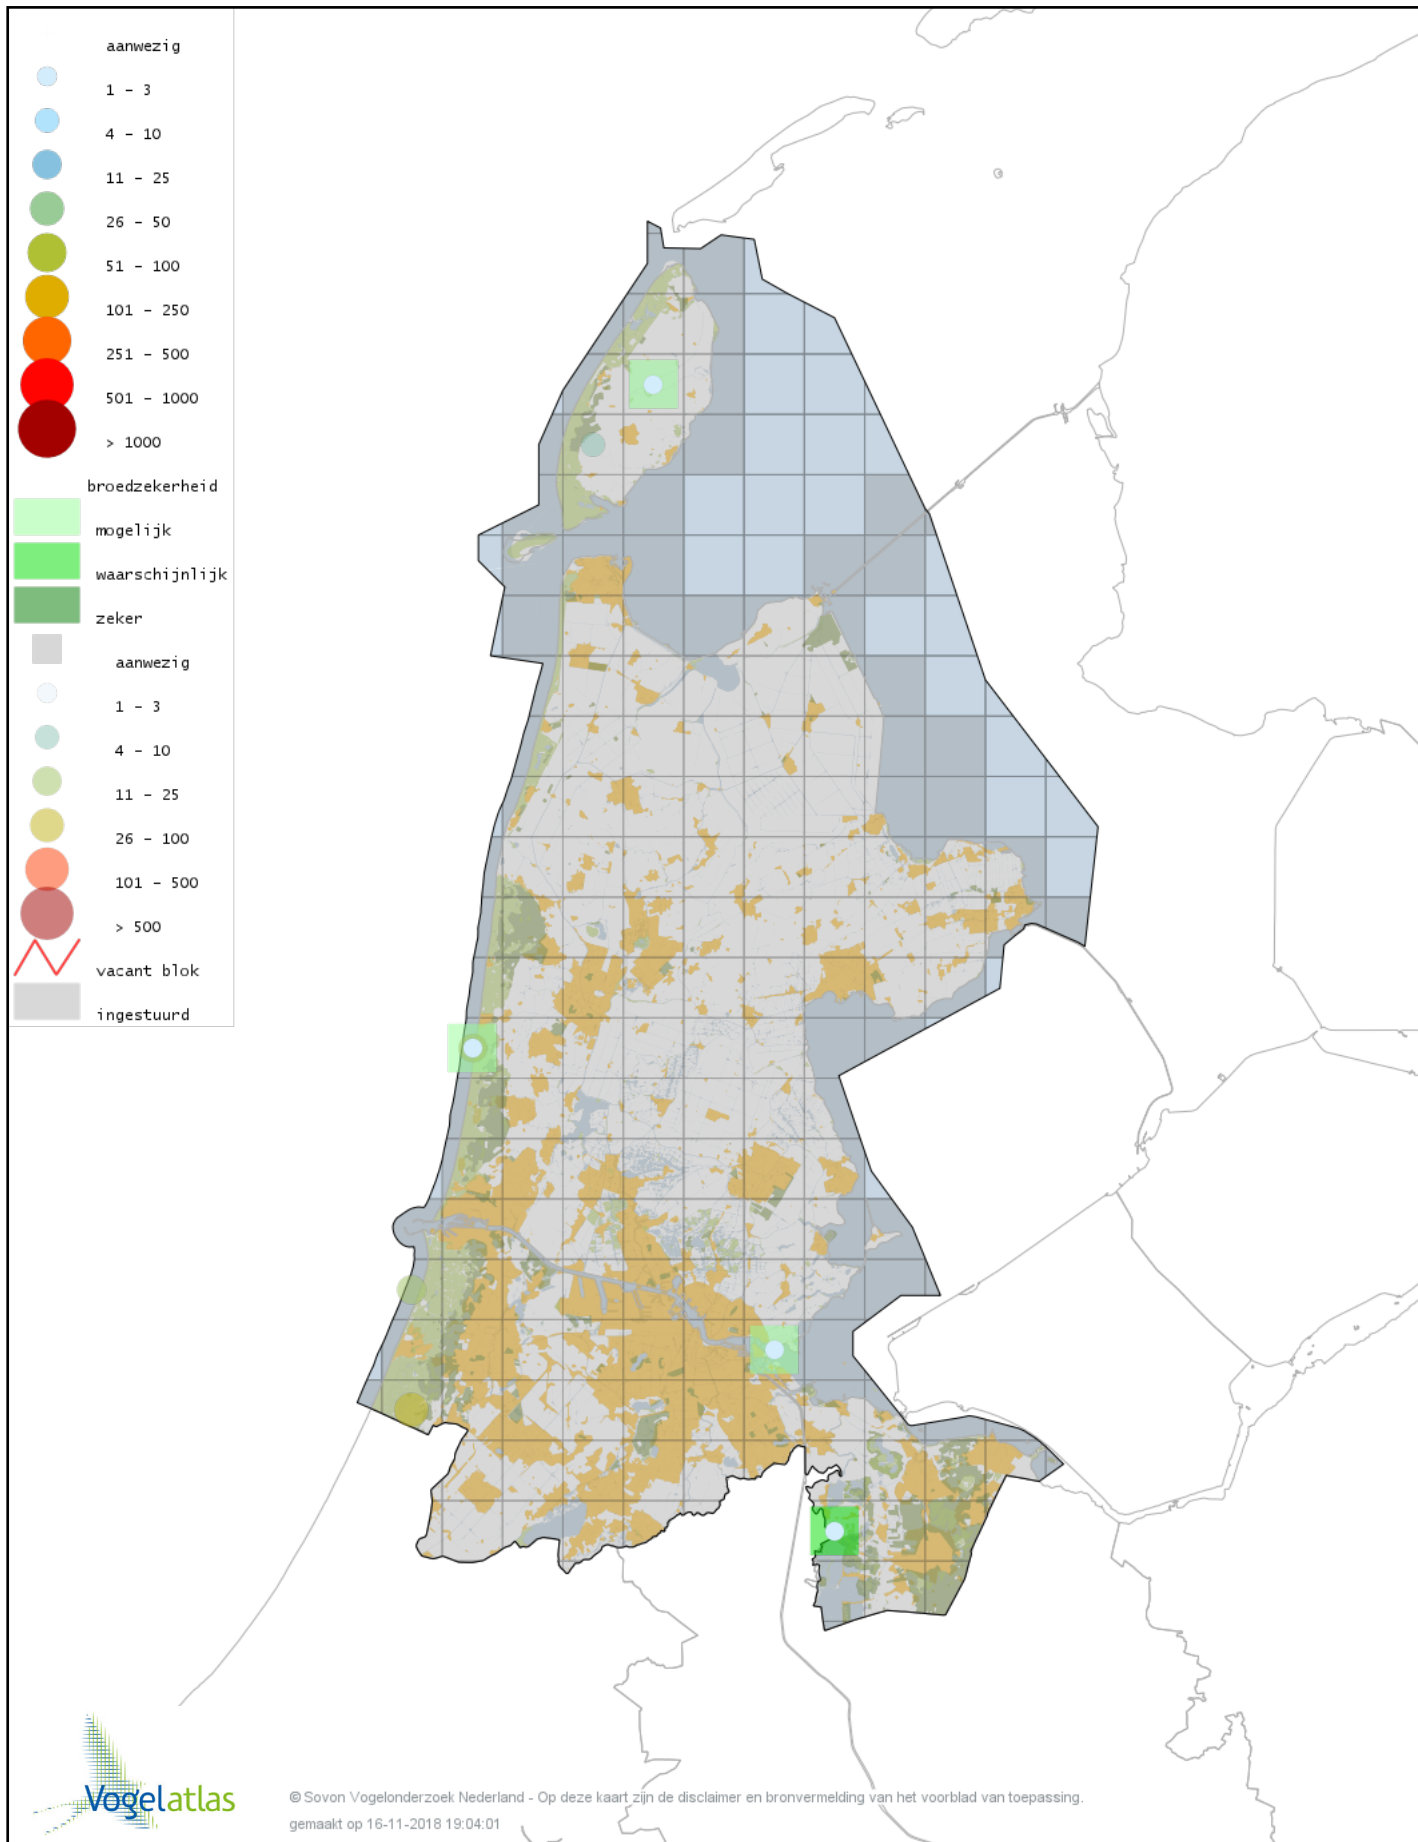 aanwezig
1 - 3
4 - 10
11 - 25
26 - 50
51 - 100
101 - 250
251 - 500
501 - 1000
> 1000
broedzekerheid
mogelijk
waarschijnlijk
zeker
aanwezig
1 - 3
4 - 10
11 - 25
26 - 100
101 - 500
> 500
vacant blok
ingestuurd
Vogelatlas
© Sovon Vogelonderzoek Nederland - Op deze kaart zijn de disclaimer en bronvermelding van het voorblad van toepassing.
gemaakt op 16-11-2018 19:04:01